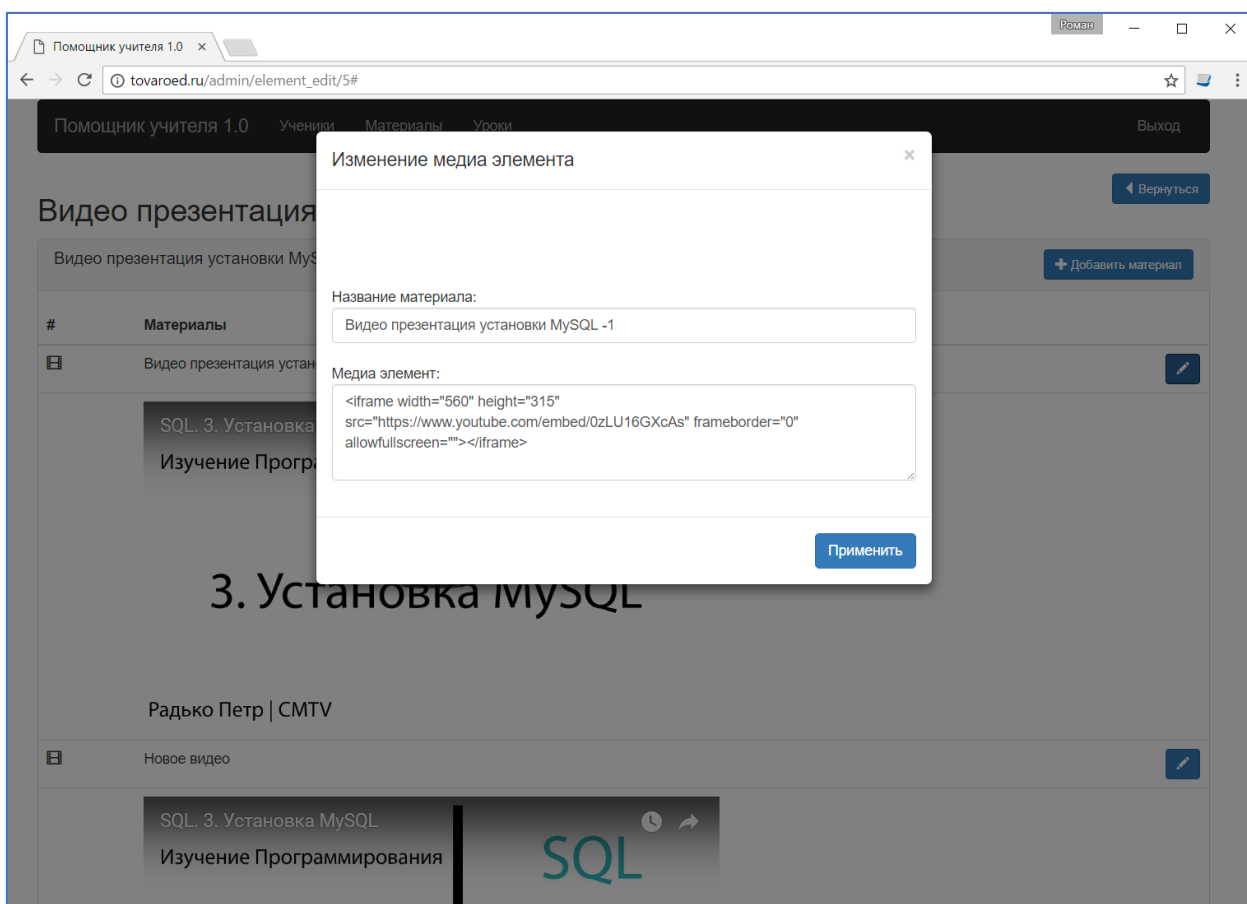 Роман
Помощник учителя 1.0
tovaroed.ru/admin/element_edit/5#
Помощник учителя 1.0 Ученики Материалы Уроки Выход
Изменение медиа элемента
Вернуться
Видео презентация
Видео презентация установки MyS
Добавить материал
Название материала:
Видео презентация установки MySQL -1
# Материалы
Видео презентация устан
Медиа элемент:
<iframe width="560" height="315"
src="https://www.youtube.com/embed/0zLU16GXcAs" frameborder="0"
allowfullscreen=""></iframe>
SQL. 3. Установка
Изучение Програ
Применить
3. Установка MySQL
Радько Петр | CMTV
Новое видео
SQL. 3. Установка MySQL
Изучение Программирования
SQL